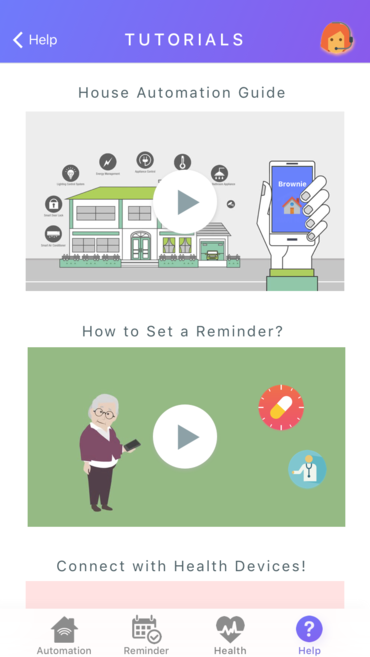 Help
TUTORIALS
House Automation Guide
Brownie
How to Set a Reminder?
Connect with Health Devices!
Automation
Reminder
Health
?
Help